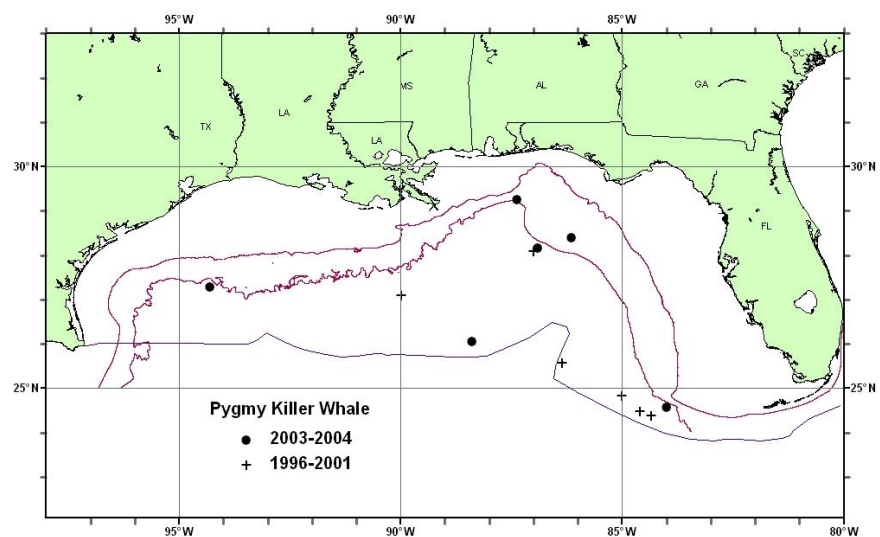 95°W 90°W 85°W 80°W
SC
MS AL GA
LA
TX
LA
30°N 30°N
FL
25°N 25°N
Pygmy Killer Whale
2003-2004
1996-2001
95°W 90°W 85°W 80°W